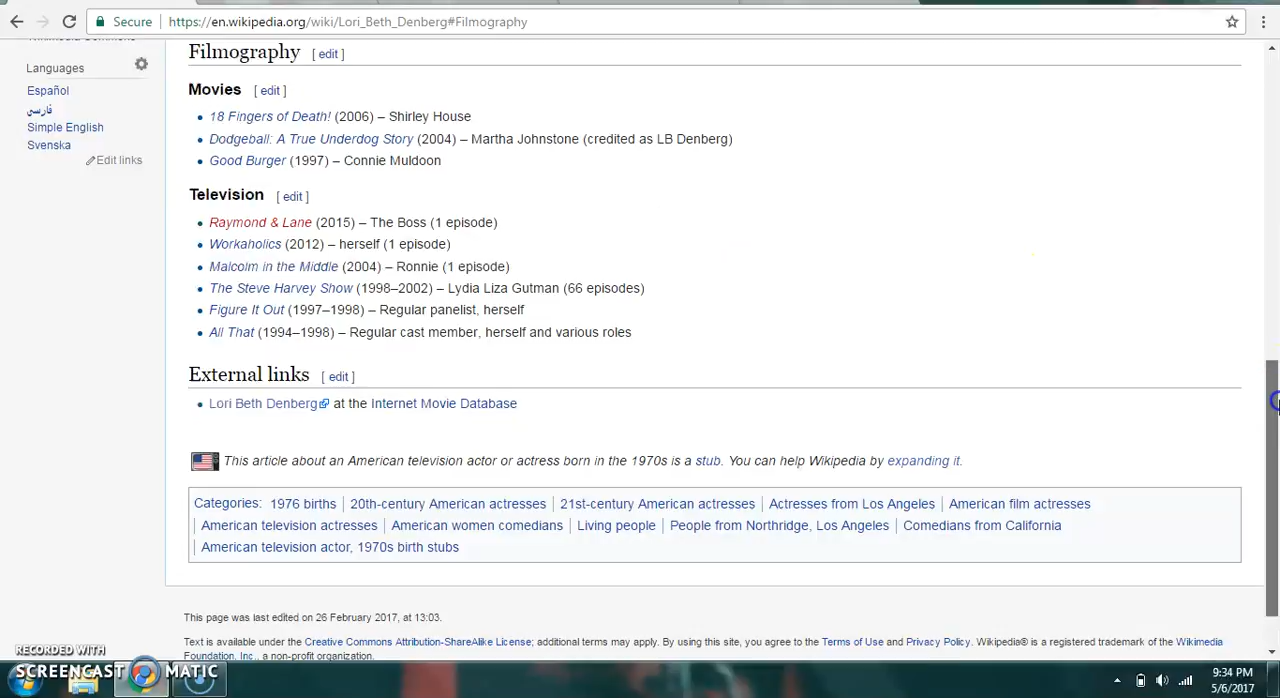 Secure | https://en.wikipedia.org/wiki/Lori_Beth_Denberg#Filmography
Languages
Español
فارسی
Simple English
Svenska
Edit links
Filmography [ edit ]
Movies [ edit ]
18 Fingers of Death! (2006) – Shirley House
Dodgeball: A True Underdog Story (2004) – Martha Johnstone (credited as LB Denberg)
Good Burger (1997) – Connie Muldoon
Television [ edit ]
Raymond & Lane (2015) – The Boss (1 episode)
Workaholics (2012) – herself (1 episode)
Malcolm in the Middle (2004) – Ronnie (1 episode)
The Steve Harvey Show (1998–2002) – Lydia Liza Gutman (66 episodes)
Figure It Out (1997–1998) – Regular panelist, herself
All That (1994–1998) – Regular cast member, herself and various roles
External links [ edit ]
Lori Beth Denberg at the Internet Movie Database
This article about an American television actor or actress born in the 1970s is a stub. You can help Wikipedia by expanding it.
Categories: 1976 births | 20th-century American actresses | 21st-century American actresses | Actresses from Los Angeles | American film actresses
| American television actresses | American women comedians | Living people | People from Northridge, Los Angeles | Comedians from California
| American television actor, 1970s birth stubs
This page was last edited on 26 February 2017, at 13:03.
Text is available under the Creative Commons Attribution-ShareAlike License; additional terms may apply. By using this site, you agree to the Terms of Use and Privacy Policy. Wikipedia® is a registered trademark of the Wikimedia
Foundation, Inc., a non-profit organization.
RECORDED WITH
SCREENCAST MATIC
9:34 PM
5/6/2017